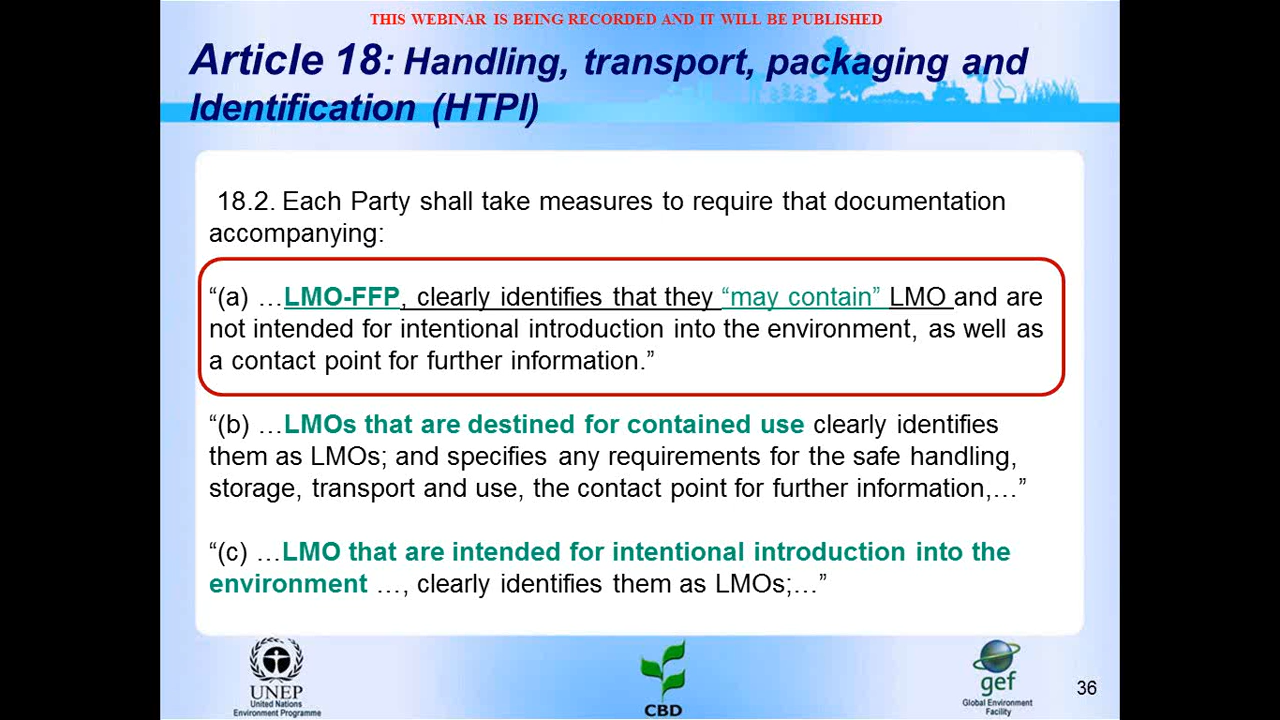 THIS WEBINAR IS BEING RECORDED AND IT WILL BE PUBLISHED
Article 18: Handling, transport, packaging and
Identification (HTPI)
18.2. Each Party shall take measures to require that documentation
accompanying:
“(a) …LMO-FFP, clearly identifies that they “may contain” LMO and are
not intended for intentional introduction into the environment, as well as
a contact point for further information.”
“(b) …LMOs that are destined for contained use clearly identifies
them as LMOs; and specifies any requirements for the safe handling,
storage, transport and use, the contact point for further information,…”
“(c) …LMO that are intended for intentional introduction into the
environment …, clearly identifies them as LMOs;…”
UNEP
United Nations
Environment Programme
CBD
gef
Global Environment
Facility
36